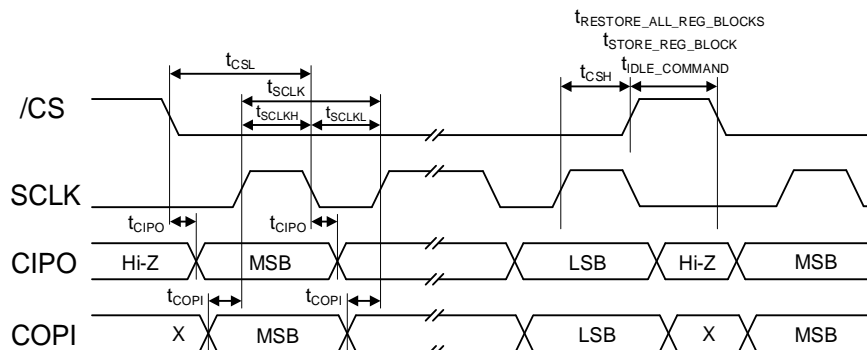 tRESTORE_ALL_REG_BLOCKS
tSTORE_REG_BLOCK
tCSL tCSH tIDLE_COMMAND
tSCLK
/CS tSCLKH tSCLKL
SCLK
tCIPO tCIPO
CIPO Hi-Z MSB LSB Hi-Z MSB
tCOPI tCOPI
COPI X MSB LSB X MSB